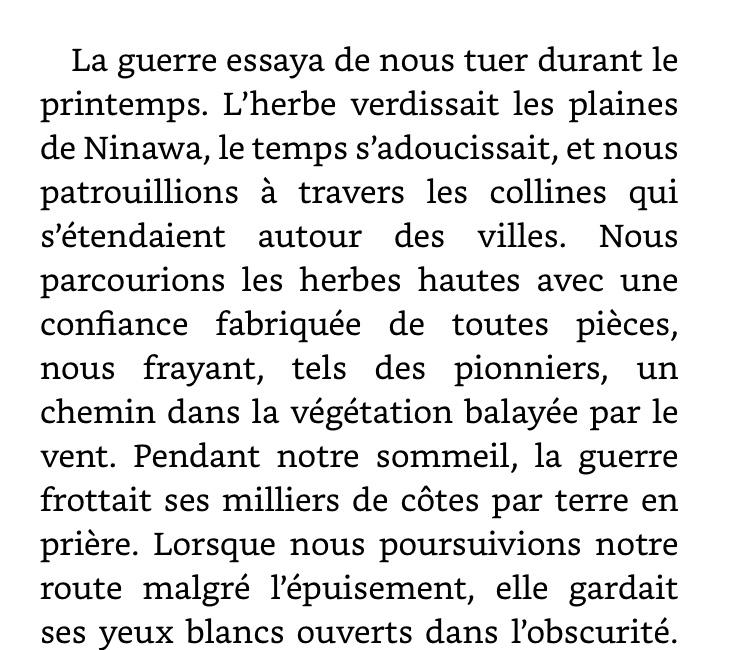 La guerre essaya de nous tuer durant le
printemps. L’herbe verdissait les plaines
de Ninawa, le temps s’adoucissait, et nous
patrouillions à travers les collines qui
s’étendaient autour des villes. Nous
parcourions les herbes hautes avec une
confiance fabriquée de toutes pièces,
nous frayant, tels des pionniers, un
chemin dans la végétation balayée par le
vent. Pendant notre sommeil, la guerre
frottait ses milliers de côtes par terre en
prière. Lorsque nous poursuivions notre
route malgré l’épuisement, elle gardait
ses yeux blancs ouverts dans l’obscurité.